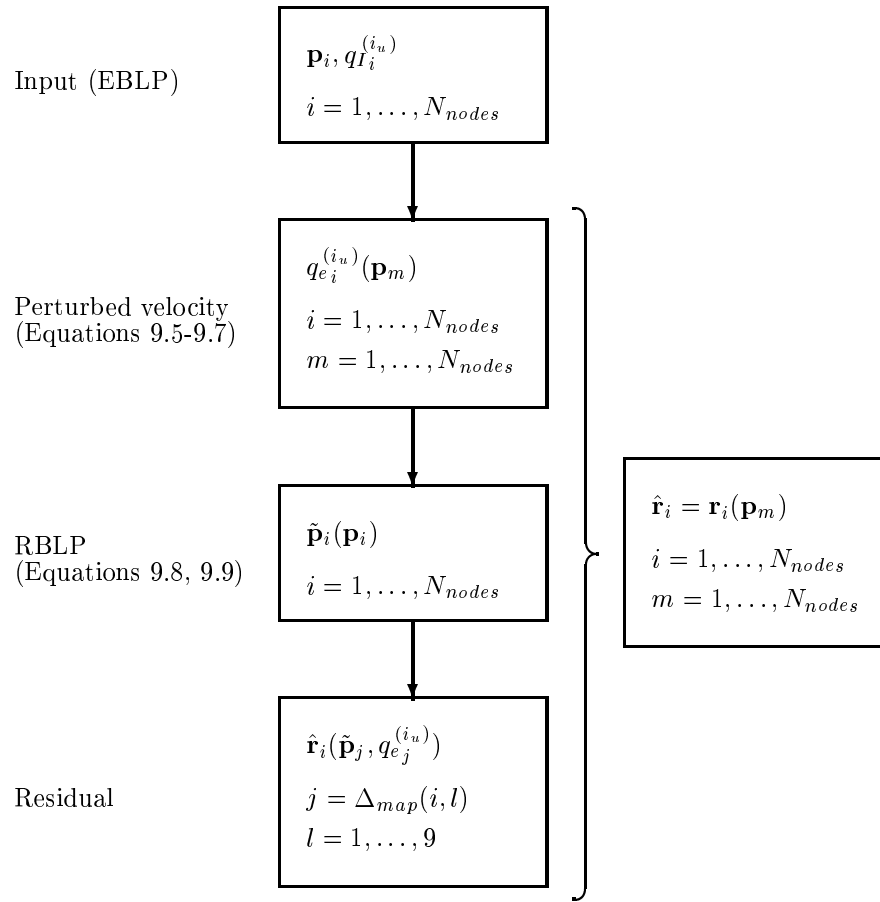 Input (EBLP)
𝐩ᵢ, q_{I_i}^{(i_u)}
i = 1, . . . , N_{nodes}
Perturbed velocity
(Equations 9.5-9.7)
q_{e_i}^{(i_u)}(𝐩_m)
i = 1, . . . , N_{nodes}
m = 1, . . . , N_{nodes}
RBLP
(Equations 9.8, 9.9)
𝐩̃_i(𝐩_i)
i = 1, . . . , N_{nodes}
Residual
𝐫̂_i(𝐩̃_j, q_{e_j}^{(i_u)})
j = Δ_{map}(i, l)
l = 1, . . . , 9
𝐫̂_i = 𝐫_i(𝐩_m)
i = 1, . . . , N_{nodes}
m = 1, . . . , N_{nodes}